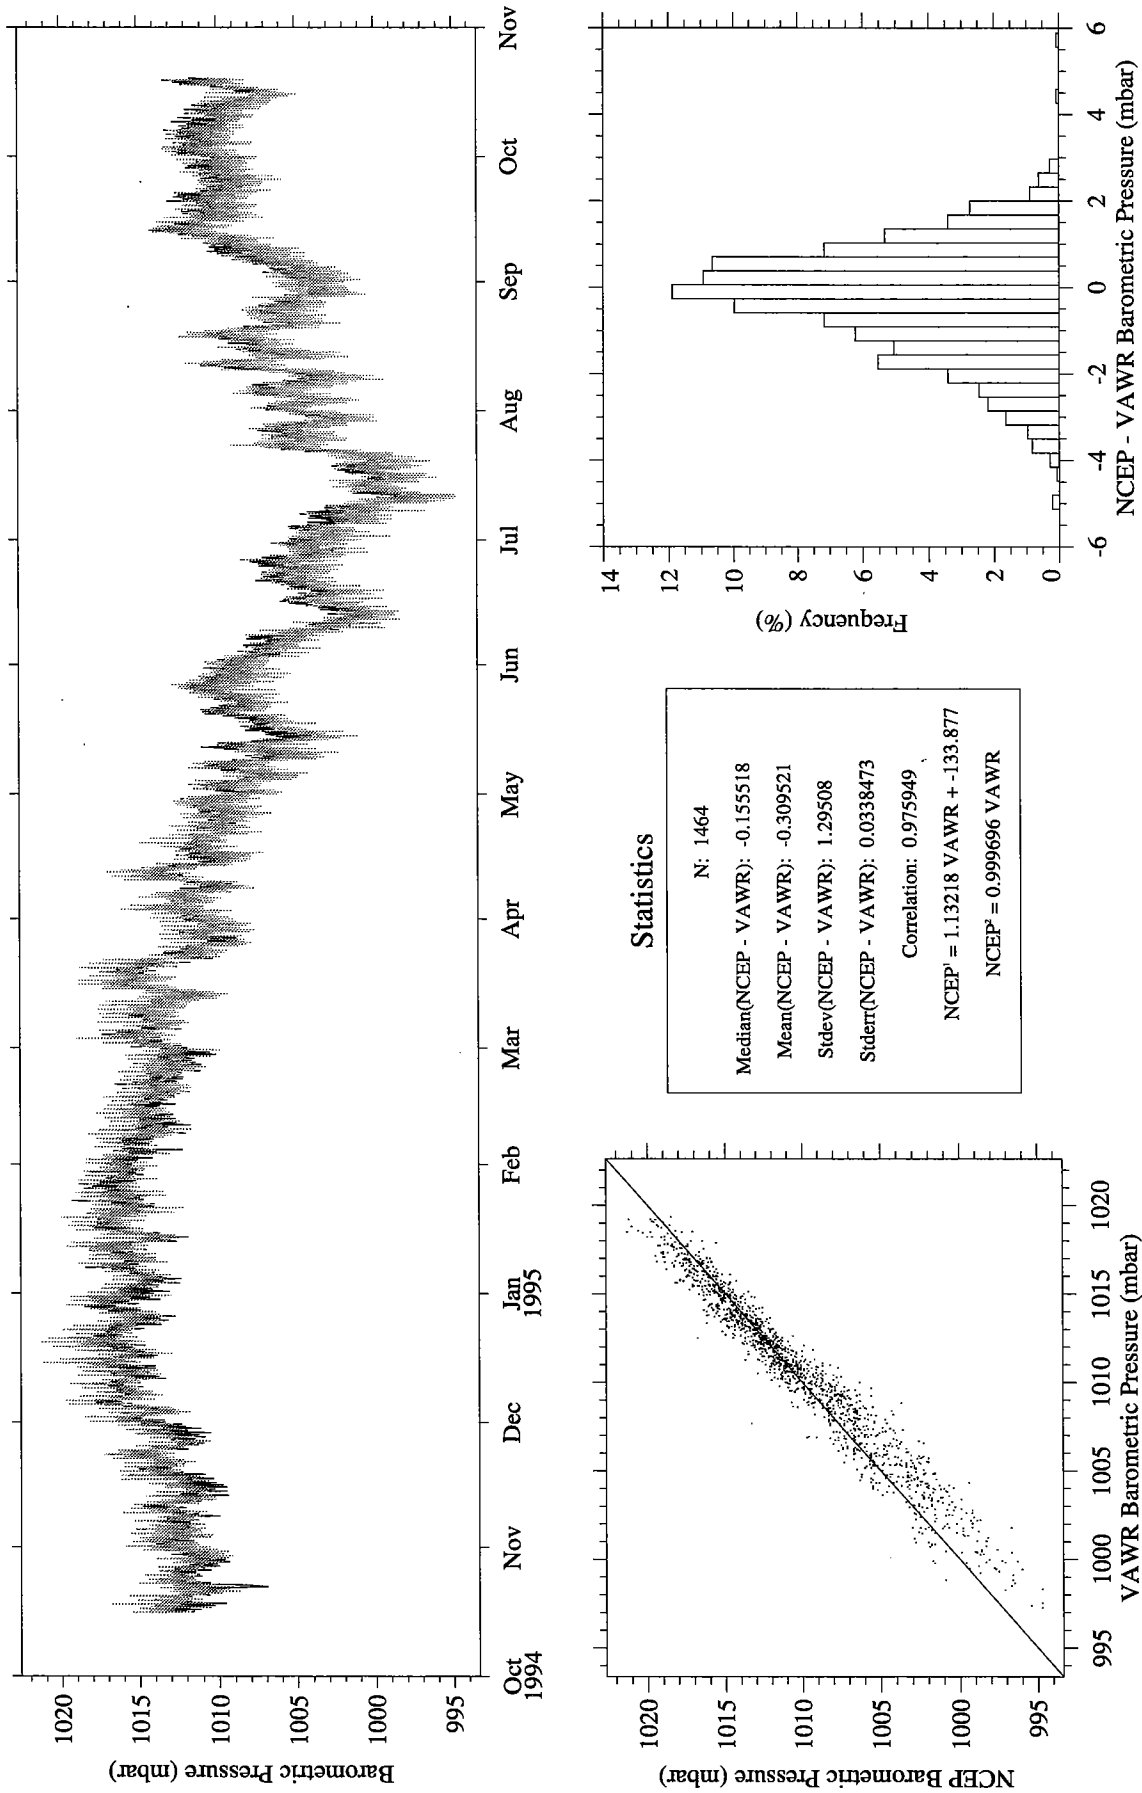 1020
1015
1010
1005
1000
995
Barometric Pressure (mbar)
Oct Nov Dec Jan Feb Mar Apr May Jun Jul Aug Sep Oct Nov
1994 1995
1020
1015
1010
1005
1000
995
NCEP Barometric Pressure (mbar)
995 1000 1005 1010 1015 1020
VAWR Barometric Pressure (mbar)
Statistics
N: 1464
Median(NCEP - VAWR): -0.155518
Mean(NCEP - VAWR): -0.309521
Stdev(NCEP - VAWR): 1.29508
Stderr(NCEP - VAWR): 0.0338473
Correlation: 0.975949
NCEP¹ = 1.13218 VAWR + -133.877
NCEP² = 0.999696 VAWR
14
12
10
8
6
4
2
0
Frequency (%)
-6 -4 -2 0 2 4 6
NCEP - VAWR Barometric Pressure (mbar)